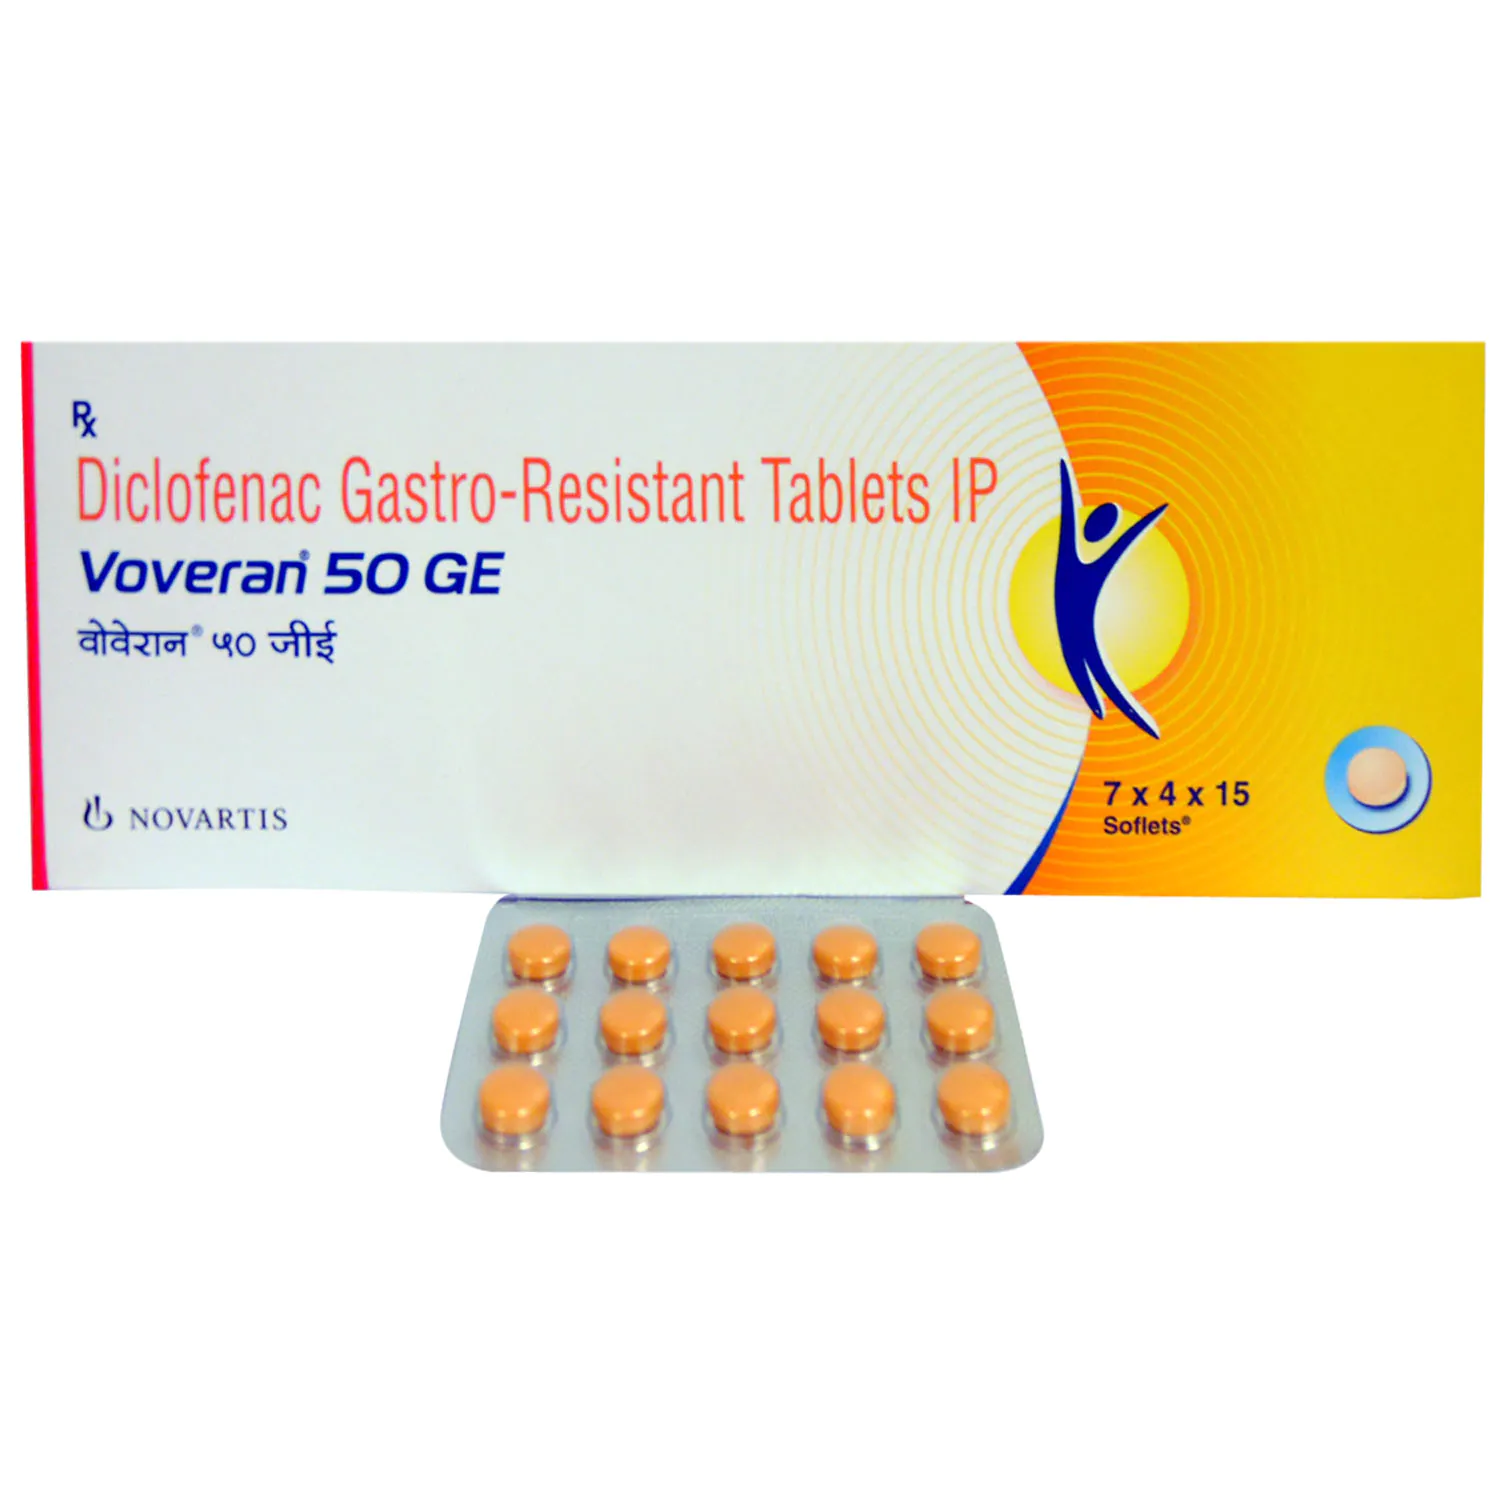 Rx
Diclofenac Gastro-Resistant Tablets IP
Voveran® 50 GE
वोवेरान® ५० जीई
NOVARTIS
7 x 4 x 15
Soflets®